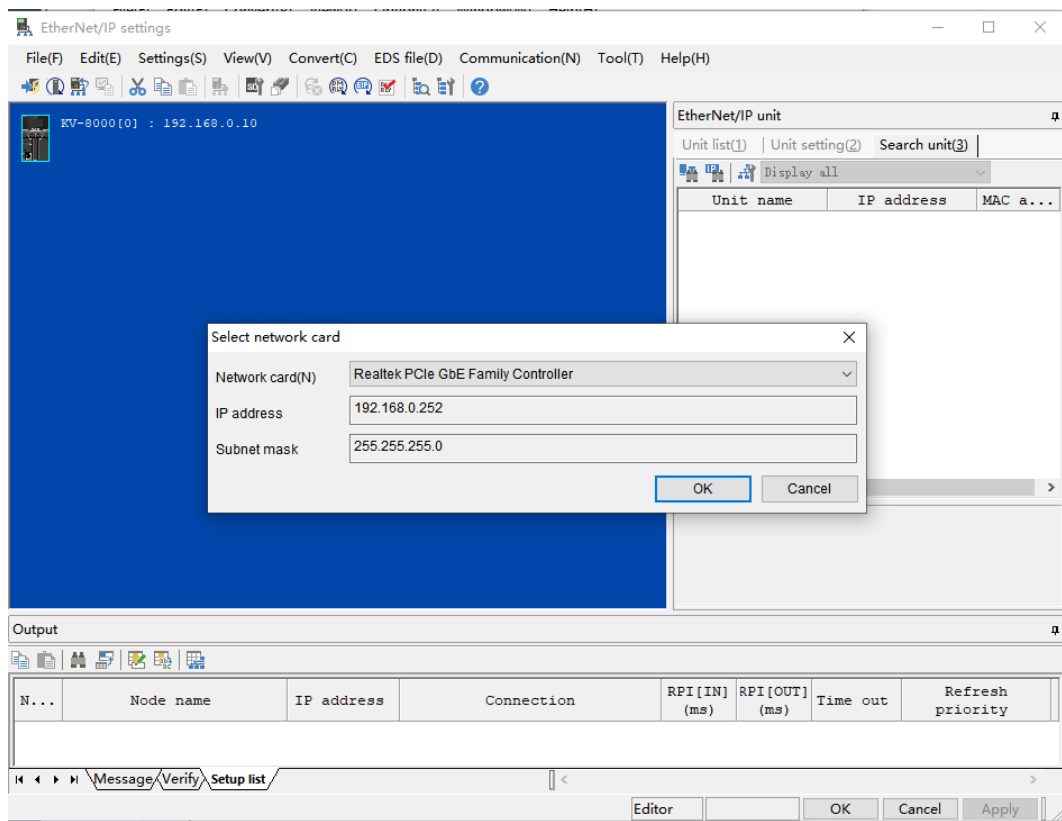 EtherNet/IP settings
File(F) Edit(E) Settings(S) View(V) Convert(C) EDS file(D) Communication(N) Tool(T) Help(H)
KV-8000[0] : 192.168.0.10
EtherNet/IP unit
Unit list(1) Unit setting(2) Search unit(3)
Display all
Unit name IP address MAC a...
Select network card
Network card(N) Realtek PCIe GbE Family Controller
IP address 192.168.0.252
Subnet mask 255.255.255.0
OK Cancel
Output
N... Node name IP address Connection RPI[IN] (ms) RPI[OUT] (ms) Time out Refresh priority
Message Verify Setup list
Editor OK Cancel Apply